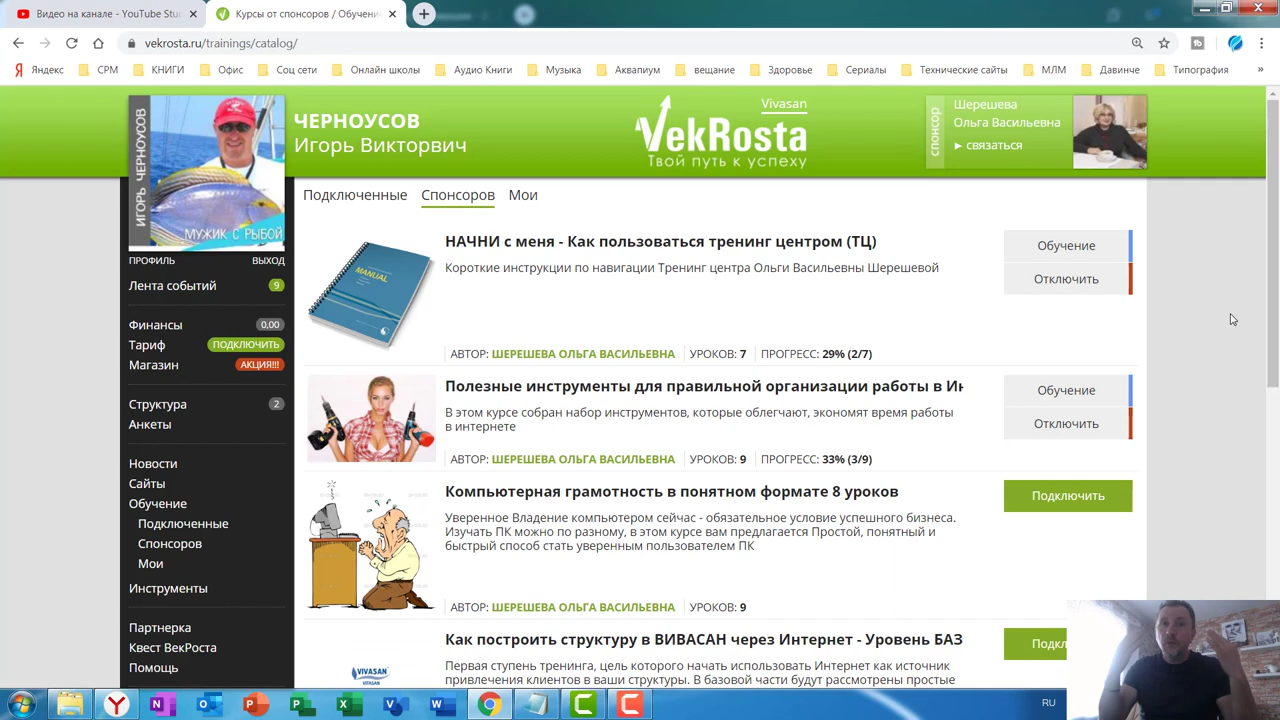 Видео на канале - YouTube Stu
Курсы от спонсоров / Обучени
vekrosta.ru/trainings/catalog/
Яндекс
СРМ
КНИГИ
Офис
Соц сети
Онлайн школы
Аудио Книги
Музыка
Аквапиум
вещание
Здоровье
Сериалы
Технические сайты
МЛМ
Давинче
Типография
»
ИГОРЬ ЧЕРНОУСОВ
МУЖИК С РЫБОЙ
ЧЕРНОУСОВ
Игорь Викторвич
Vivasan
VekRosta
Твой путь к успеху
спонсор
Шерешева
Ольга Васильевна
► связаться
ПРОФИЛЬ
ВЫХОД
Лента событий 9
Финансы 0,00
Тариф ПОДКЛЮЧИТЬ
Магазин АКЦИЯ!!!
Структура 2
Анкеты
Новости
Сайты
Обучение
Подключенные
Спонсоров
Мои
Инструменты
Партнерка
Квест ВекРоста
Помощь
Подключенные Спонсоров Мои
MANUAL
НАЧНИ с меня - Как пользоваться тренинг центром (ТЦ)
Короткие инструкции по навигации Тренинг центра Ольги Васильевны Шерешевой
Обучение
Отключить
АВТОР: ШЕРЕШЕВА ОЛЬГА ВАСИЛЬЕВНА УРОКОВ: 7 ПРОГРЕСС: 29% (2/7)
Полезные инструменты для правильной организации работы в Ин
В этом курсе собран набор инструментов, которые облегчают, экономят время работы
в интернете
Обучение
Отключить
АВТОР: ШЕРЕШЕВА ОЛЬГА ВАСИЛЬЕВНА УРОКОВ: 9 ПРОГРЕСС: 33% (3/9)
Компьютерная грамотность в понятном формате 8 уроков
Уверенное Владение компьютером сейчас - обязательное условие успешного бизнеса.
Изучать ПК можно по разному, в этом курсе вам предлагается Простой, понятный и
быстрый способ стать уверенным пользователем ПК
Подключить
АВТОР: ШЕРЕШЕВА ОЛЬГА ВАСИЛЬЕВНА УРОКОВ: 9
Как построить структуру в ВИВАСАН через Интернет - Уровень БАЗ
Первая ступень тренинга, цель которого начать использовать Интернет как источник
привлечения клиентов в ваши структуры. В базовой части будут рассмотрены простые
Подкл
VIVASAN
RU